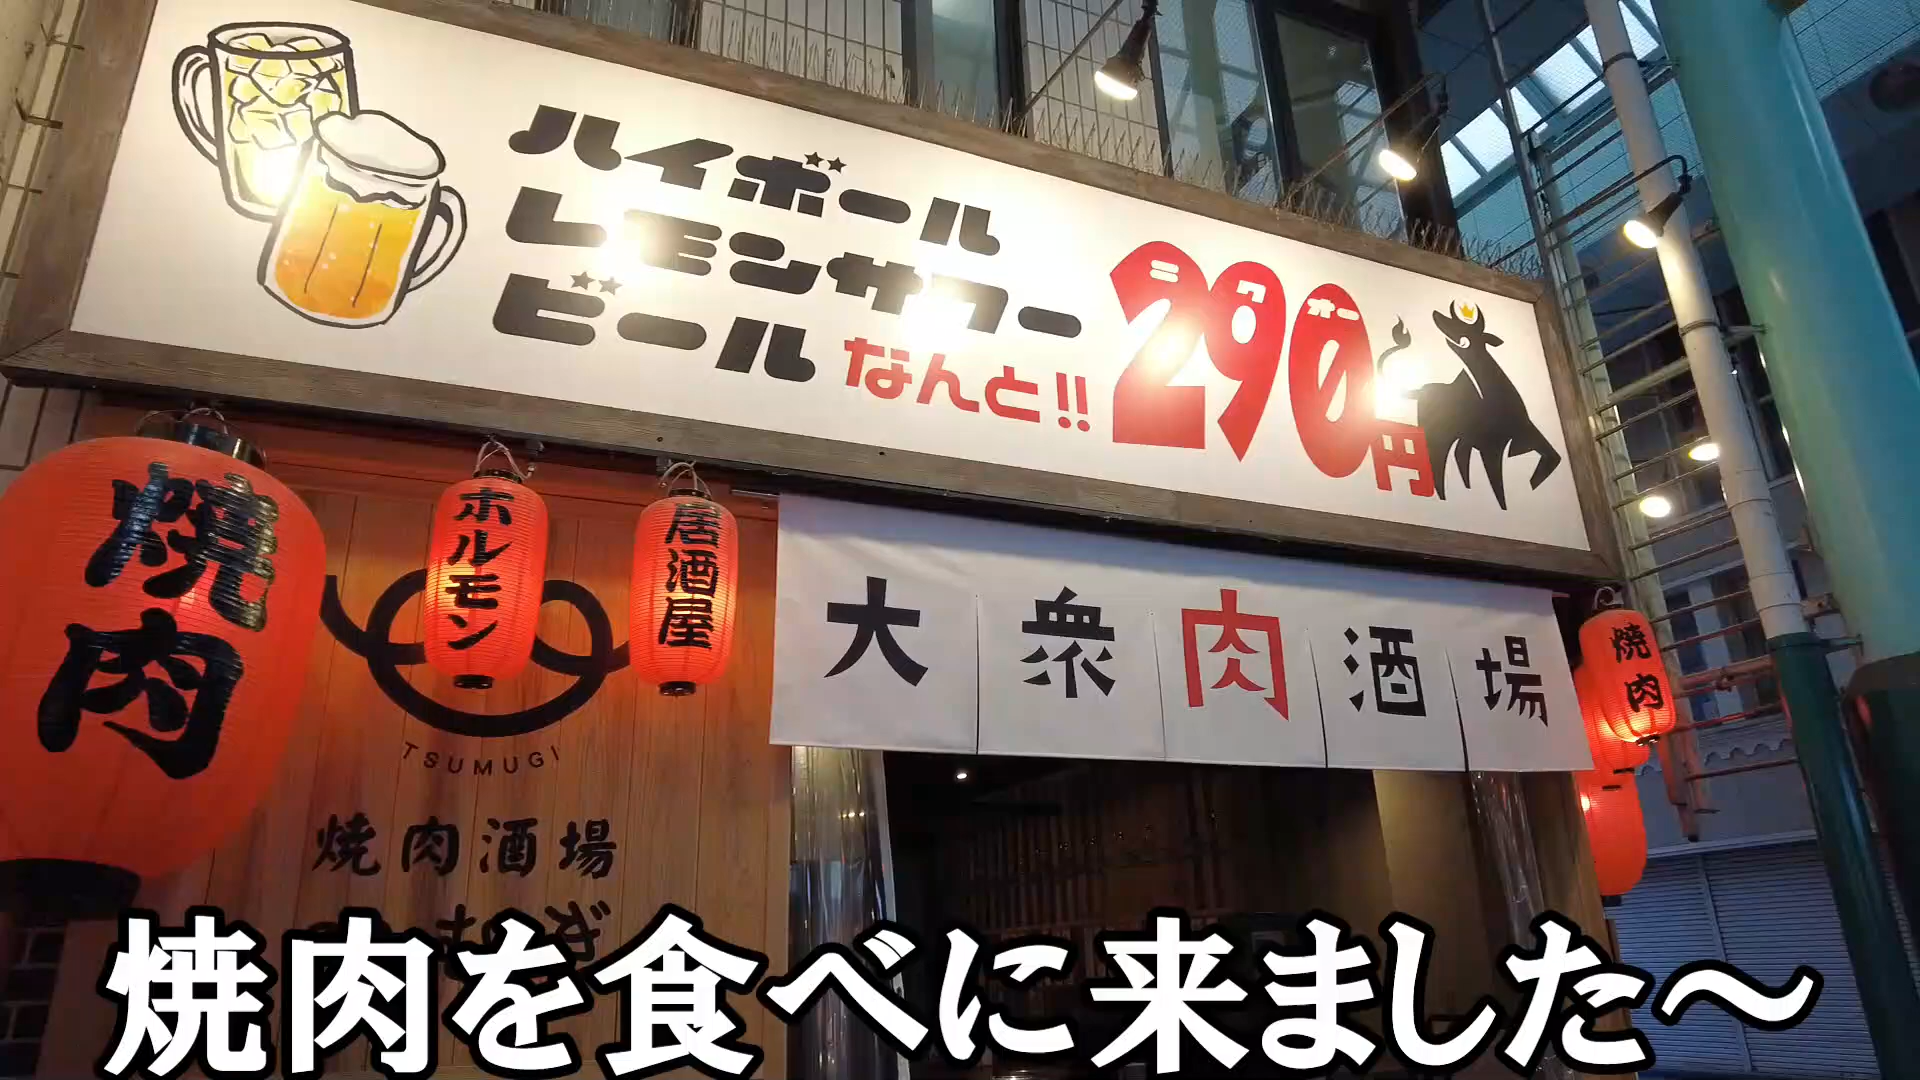 ハイボール
レモンサワー
ビール なんと!!
ニクオー
290円
焼肉
ホルモン
居酒屋
大衆肉酒場
焼肉
TSUMUGI
焼肉酒場
焼肉を食べに来ました～